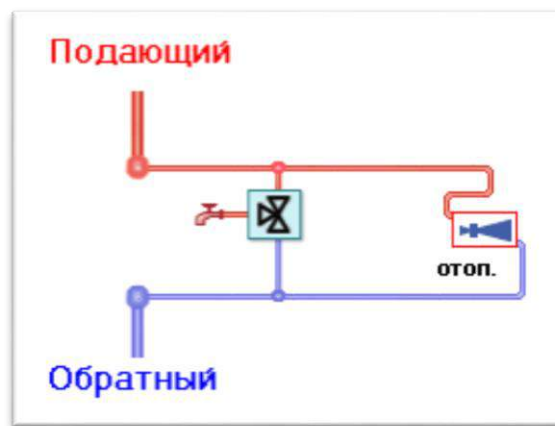 Подающий
отоп.
Обратный